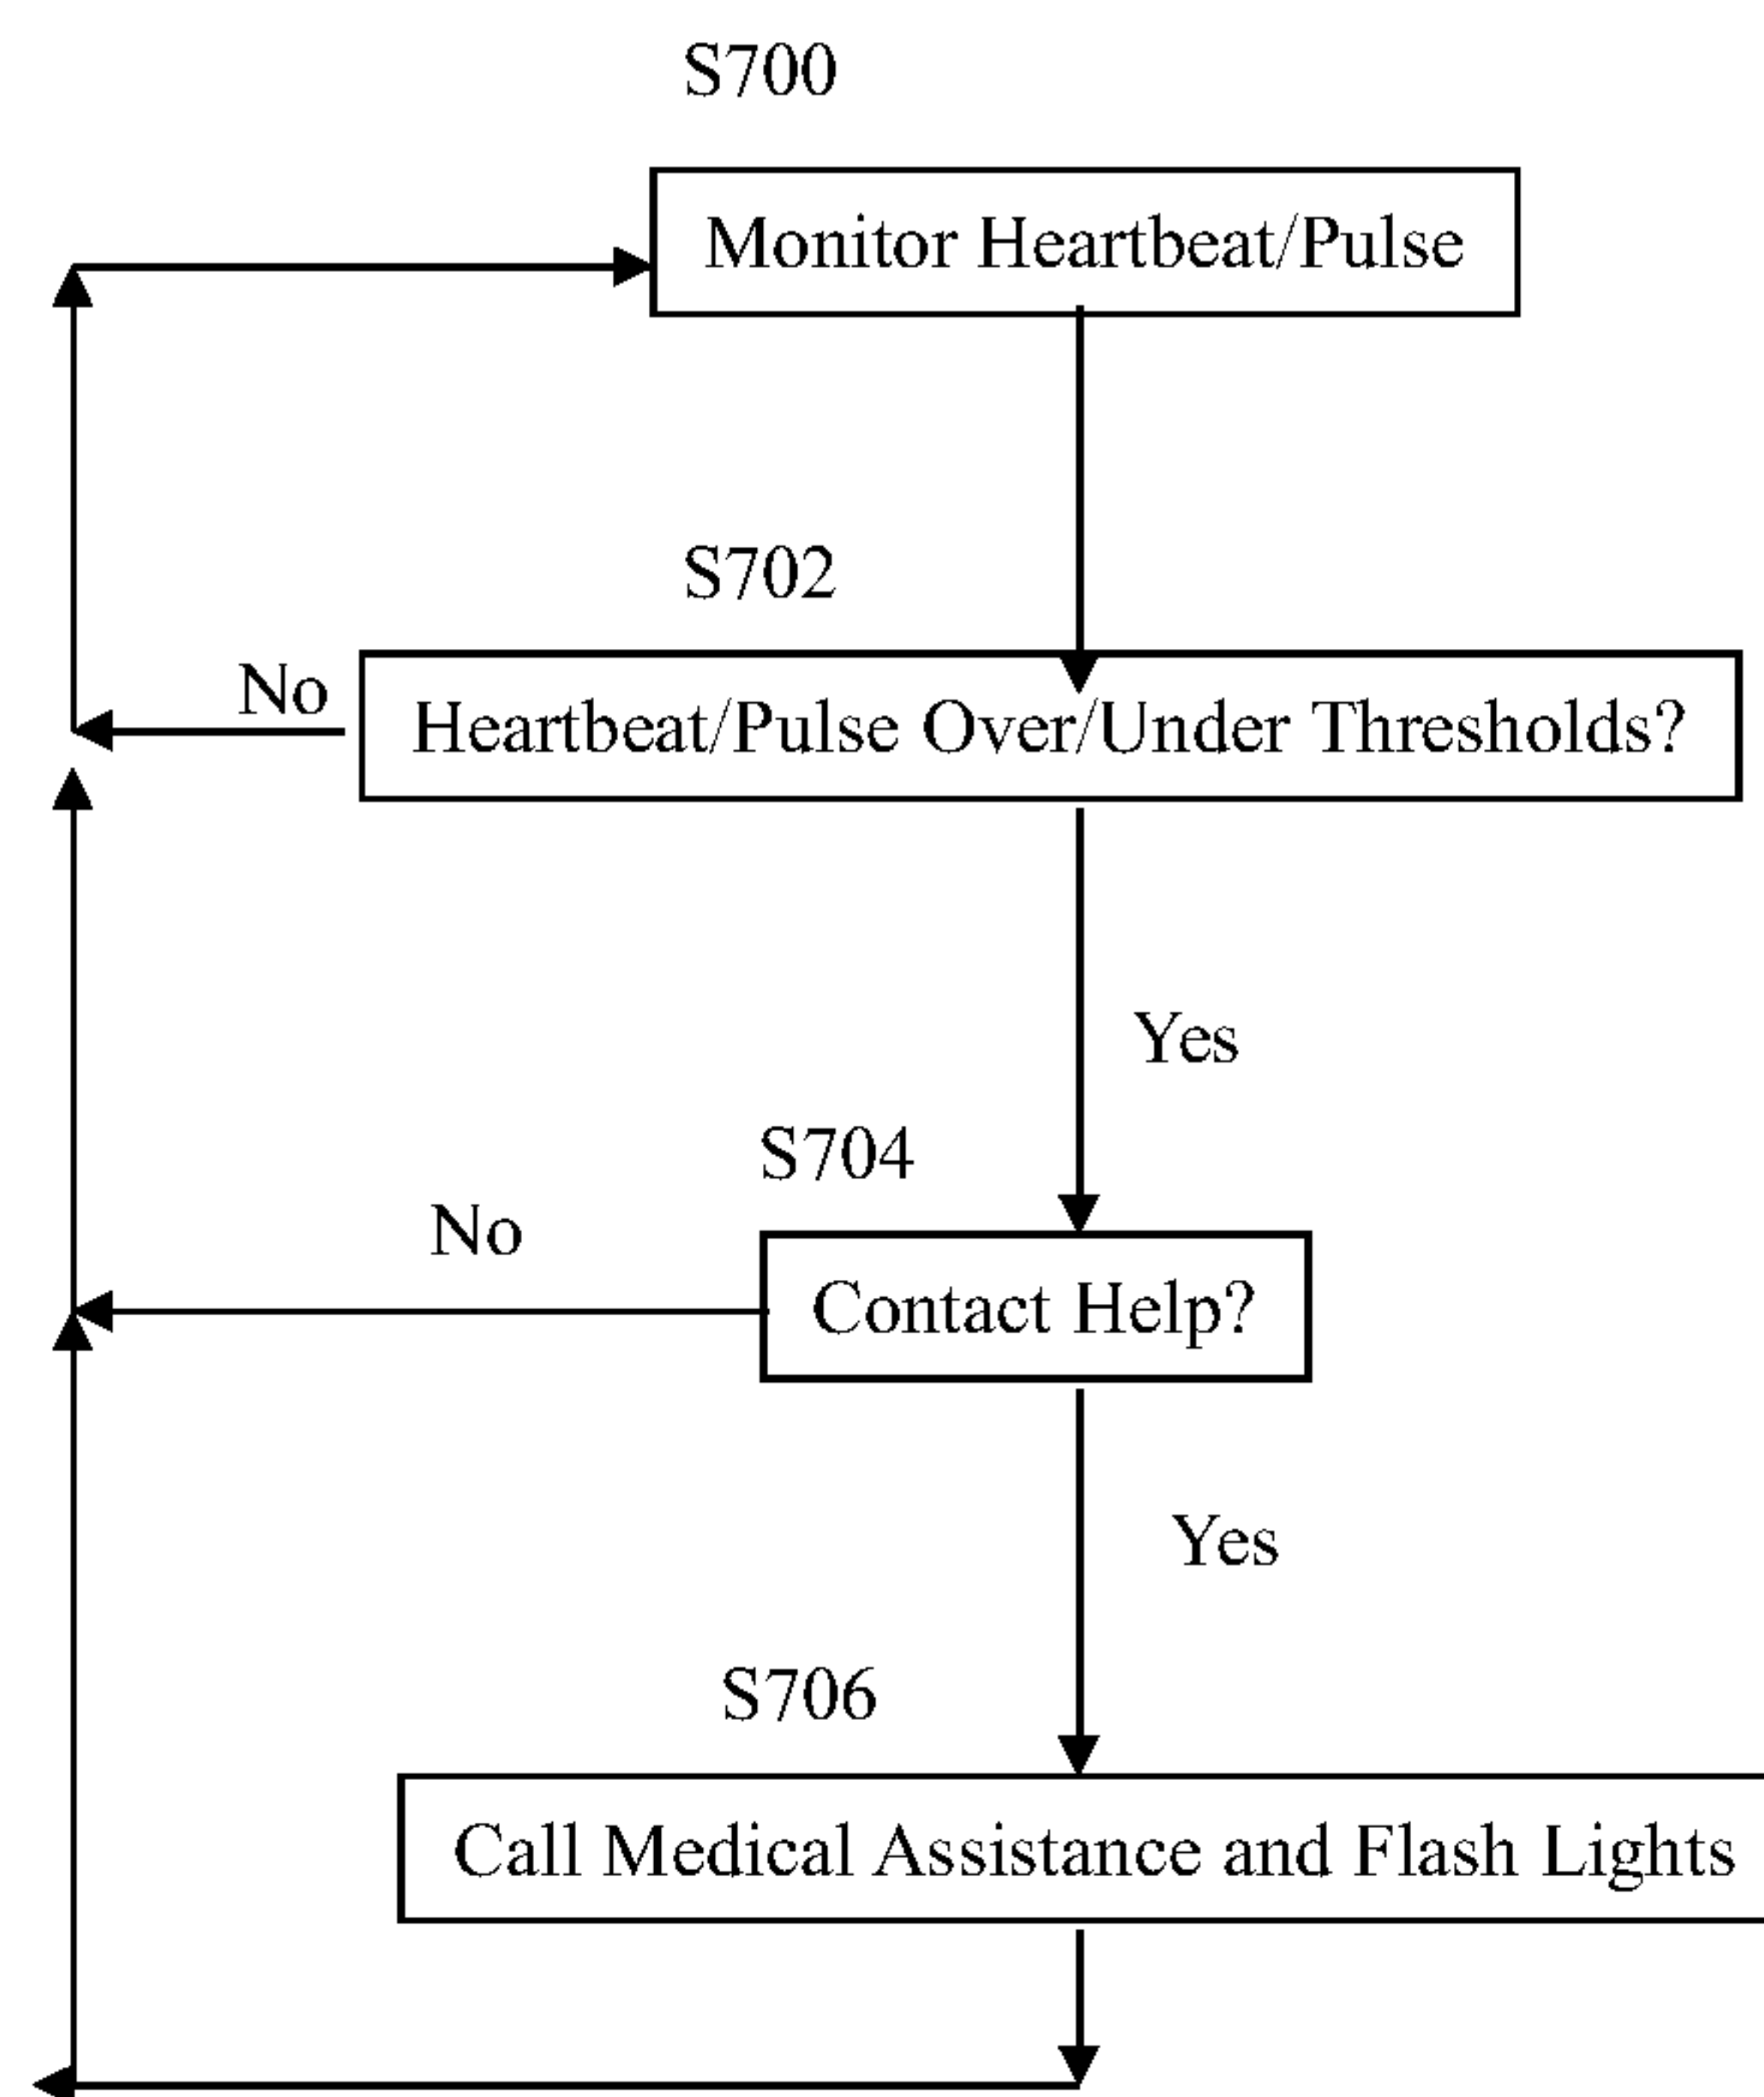 S700
Monitor Heartbeat/Pulse
S702
No
Heartbeat/Pulse Over/Under Thresholds?
Yes
S704
No
Contact Help?
Yes
S706
Call Medical Assistance and Flash Lights